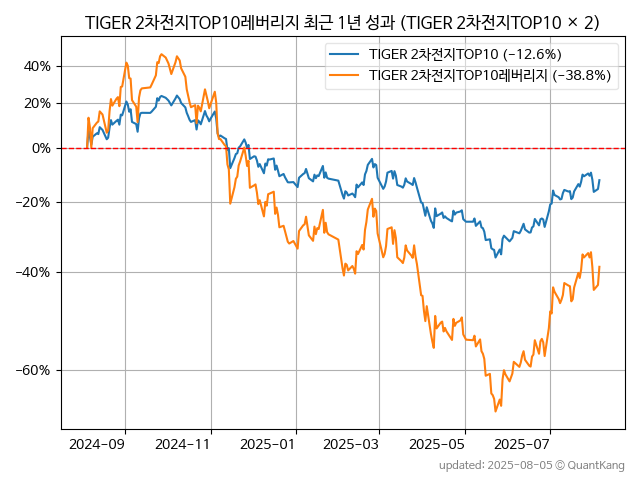 TIGER 2차전지TOP10레버리지 최근 1년 성과 (TIGER 2차전지TOP10 × 2)
TIGER 2차전지TOP10 (−12.6%)
TIGER 2차전지TOP10레버리지 (−38.8%)
40%
20%
0%
−20%
−40%
−60%
2024-09 2024-11 2025-01 2025-03 2025-05 2025-07
updated: 2025-08-05 © QuantKang